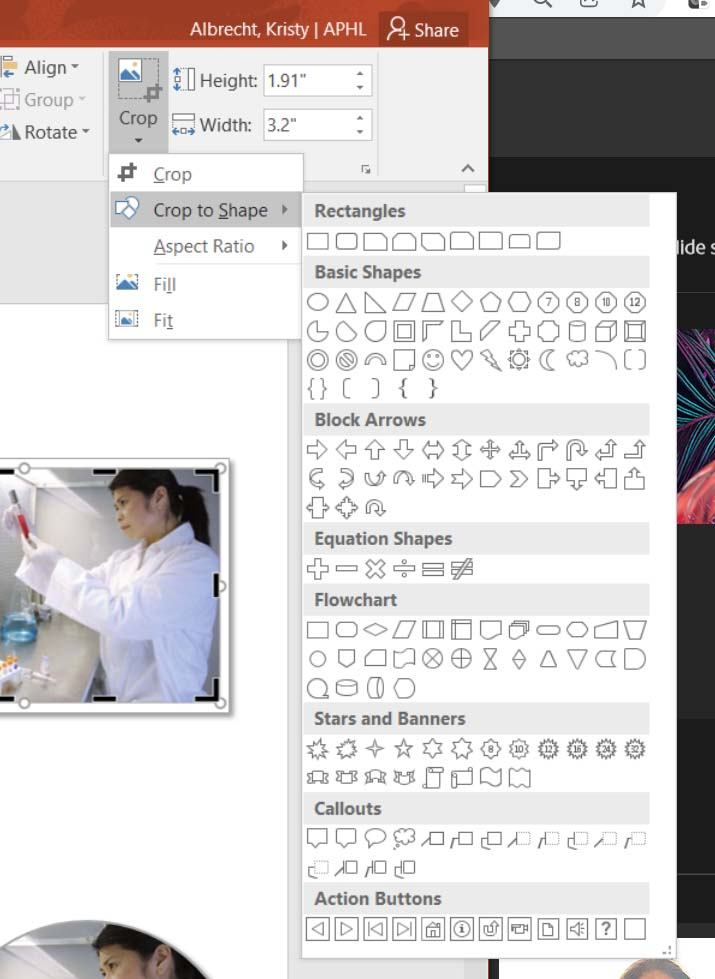 Albrecht, Kristy | APHL Share
Align
Group
Rotate
Crop
Height: 1.91"
Width: 3.2"
Crop
Crop to Shape
Aspect Ratio
Fill
Fit
lide s
Rectangles
Basic Shapes
7 8 10 12
Block Arrows
Equation Shapes
Flowchart
Stars and Banners
8 10 12 16 24 32
Callouts
Action Buttons
?